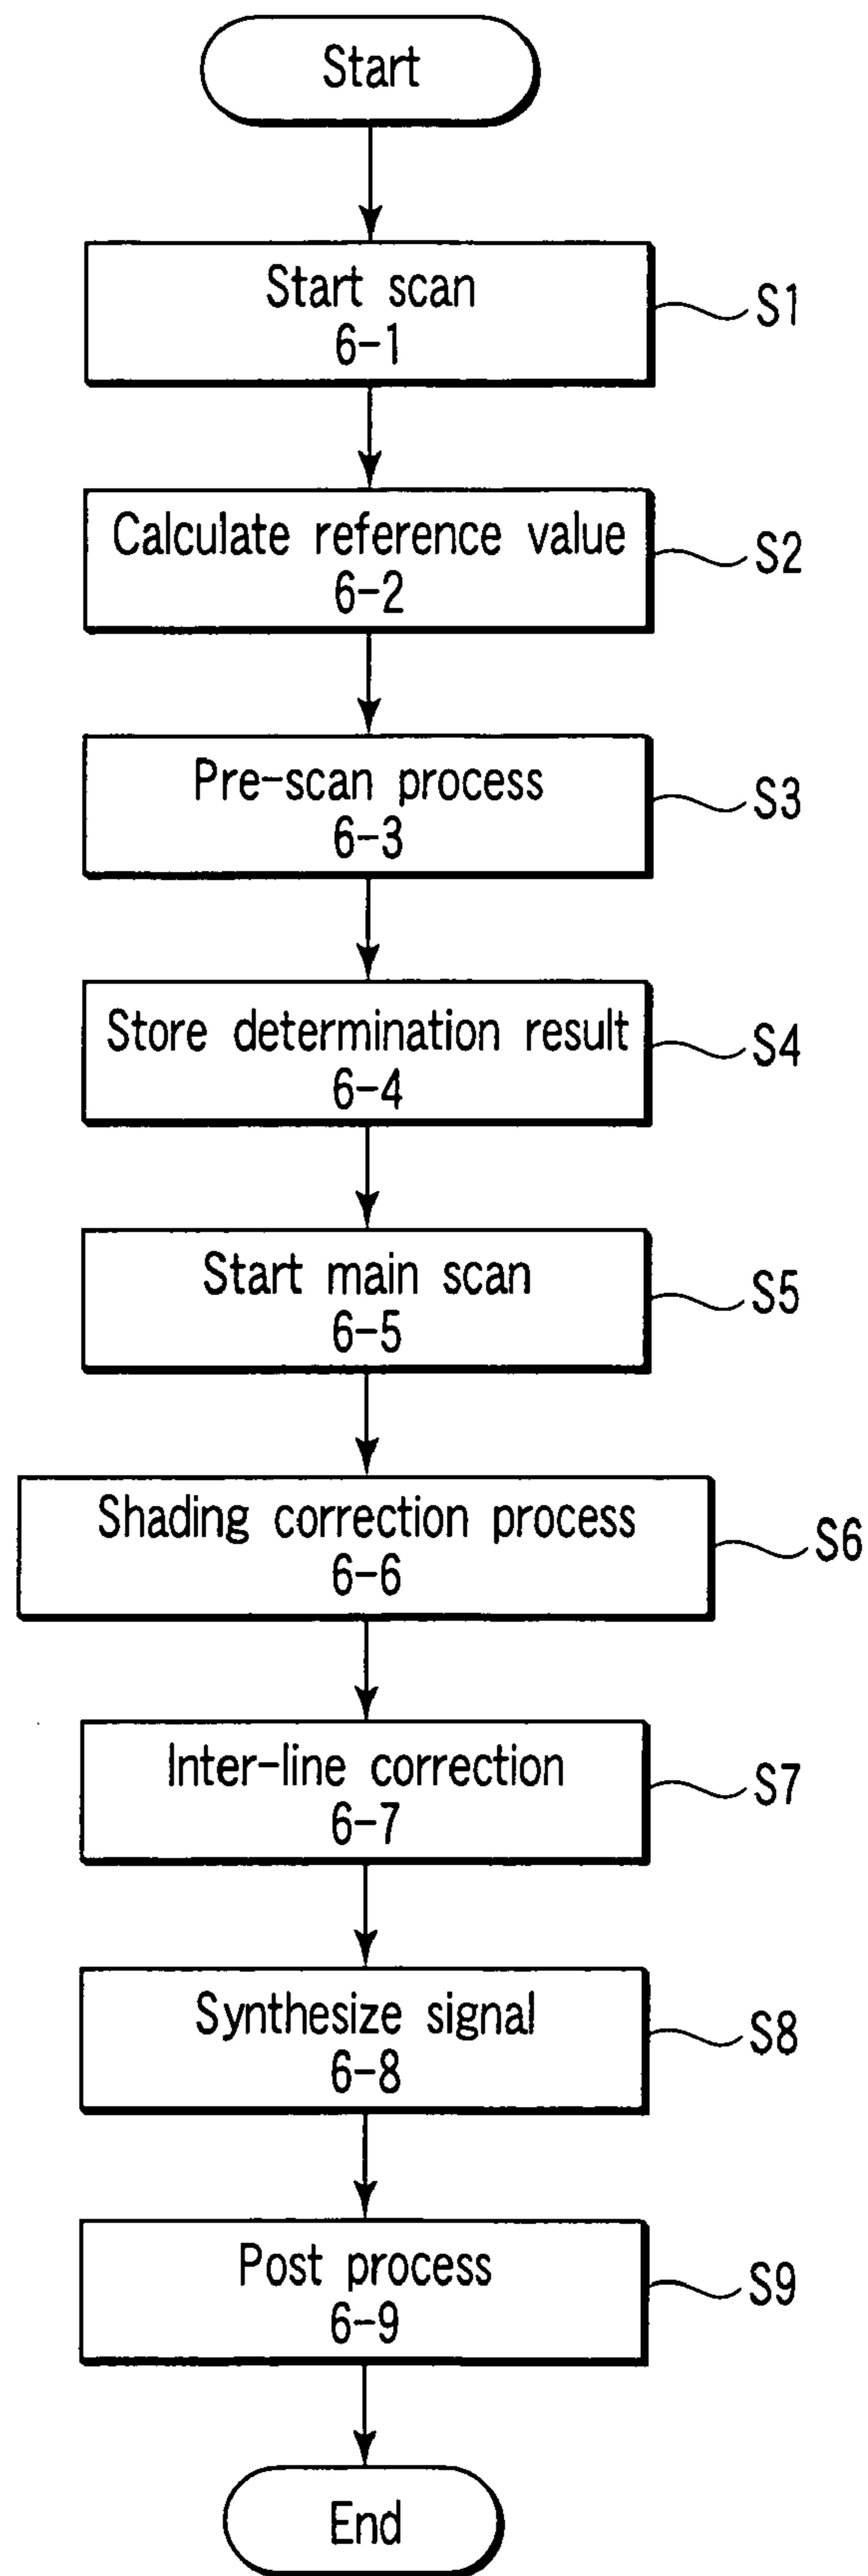 Start
Start scan
6-1
S1
Calculate reference value
6-2
S2
Pre-scan process
6-3
S3
Store determination result
6-4
S4
Start main scan
6-5
S5
Shading correction process
6-6
S6
Inter-line correction
6-7
S7
Synthesize signal
6-8
S8
Post process
6-9
S9
End